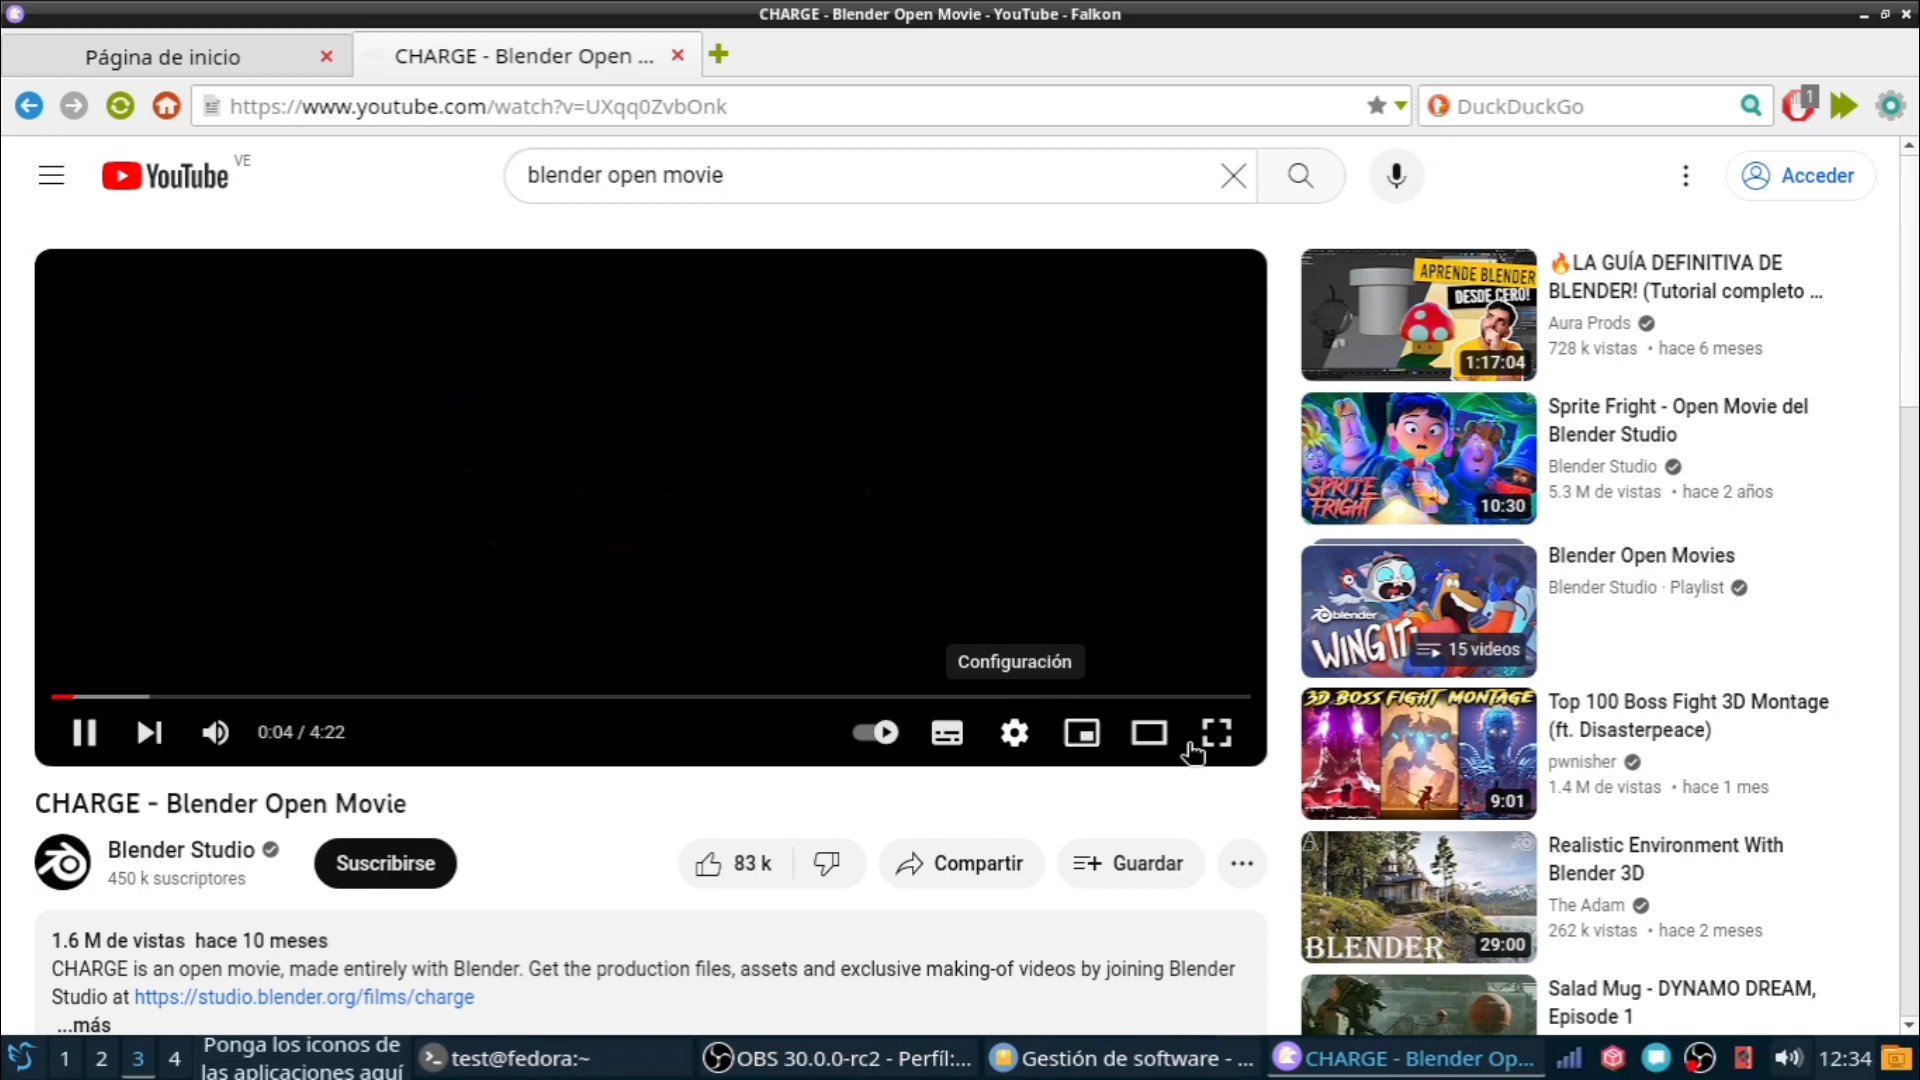 CHARGE - Blender Open Movie - YouTube - Falkon
Página de inicio
CHARGE - Blender Open ...
https://www.youtube.com/watch?v=UXqq0ZvbOnk
DuckDuckGo
1
YouTube VE
blender open movie
Acceder
Configuración
0:04 / 4:22
CHARGE - Blender Open Movie
Blender Studio
450 k suscriptores
Suscribirse
83 k
Compartir
Guardar
1.6 M de vistas hace 10 meses
CHARGE is an open movie, made entirely with Blender. Get the production files, assets and exclusive making-of videos by joining Blender
Studio at https://studio.blender.org/films/charge
...más
APRENDE BLENDER
DESDE CERO!
1:17:04
🔥LA GUÍA DEFINITIVA DE
BLENDER! (Tutorial completo ...
Aura Prods
728 k vistas • hace 6 meses
SPRITE
FRIGHT
10:30
Sprite Fright - Open Movie del
Blender Studio
Blender Studio
5.3 M de vistas • hace 2 años
blender
WING IT!
15 videos
Blender Open Movies
Blender Studio · Playlist
3D BOSS FIGHT MONTAGE
9:01
Top 100 Boss Fight 3D Montage
(ft. Disasterpeace)
pwnisher
1.4 M de vistas • hace 1 mes
BLENDER
29:00
Realistic Environment With
Blender 3D
The Adam
262 k vistas • hace 2 meses
Salad Mug - DYNAMO DREAM,
Episode 1
1 2 3 4
Ponga los iconos de
las aplicaciones aquí
test@fedora:~
OBS 30.0.0-rc2 - Perfíl:...
Gestión de software - ...
CHARGE - Blender Op...
12:34